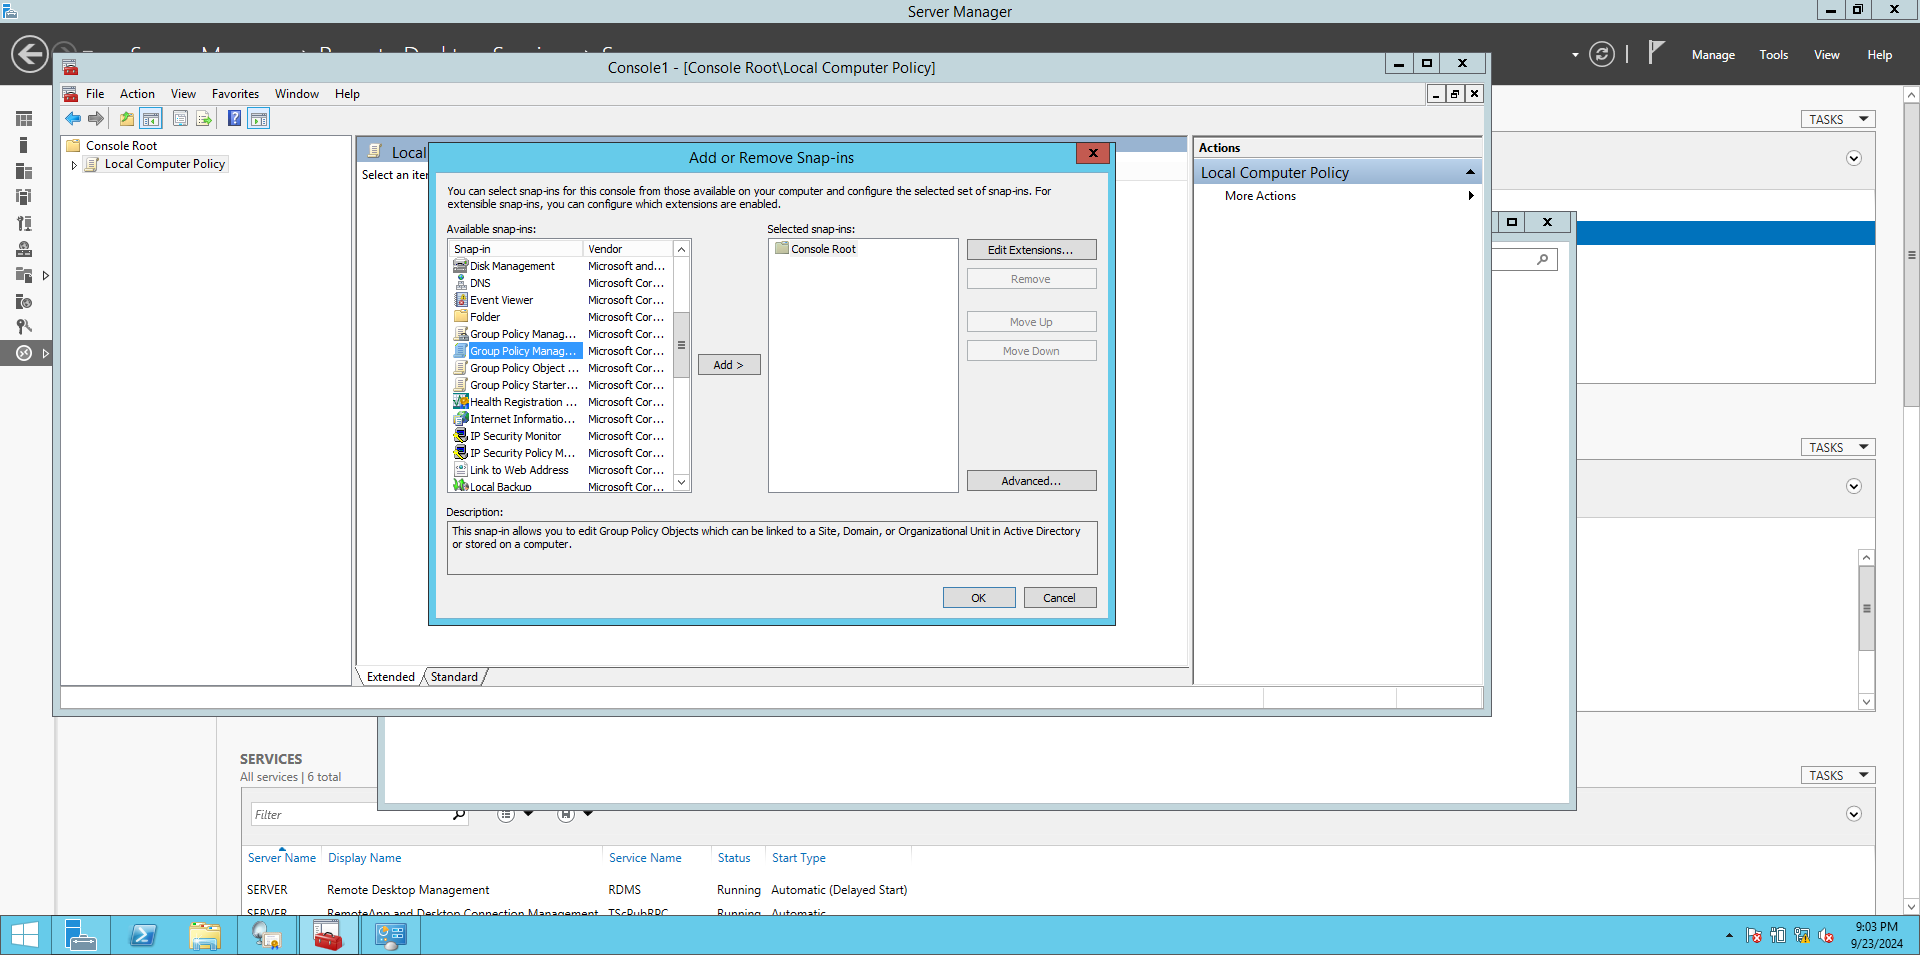 Server Manager
Manage
Tools
View
Help
Console1 - [Console Root\Local Computer Policy]
File
Action
View
Favorites
Window
Help
Console Root
Local Computer Policy
Local
Select an iter
Actions
Local Computer Policy
More Actions
Add or Remove Snap-ins
You can select snap-ins for this console from those available on your computer and configure the selected set of snap-ins. For
extensible snap-ins, you can configure which extensions are enabled.
Available snap-ins:
Snap-in Vendor
Disk Management Microsoft and...
DNS Microsoft Cor...
Event Viewer Microsoft Cor...
Folder Microsoft Cor...
Group Policy Manag... Microsoft Cor...
Group Policy Manag... Microsoft Cor...
Group Policy Object ... Microsoft Cor...
Group Policy Starter... Microsoft Cor...
Health Registration ... Microsoft Cor...
Internet Informatio... Microsoft Cor...
IP Security Monitor Microsoft Cor...
IP Security Policy M... Microsoft Cor...
Link to Web Address Microsoft Cor...
Local Backup Microsoft Cor...
Add >
Selected snap-ins:
Console Root
Edit Extensions...
Remove
Move Up
Move Down
Advanced...
Description:
This snap-in allows you to edit Group Policy Objects which can be linked to a Site, Domain, or Organizational Unit in Active Directory
or stored on a computer.
OK
Cancel
Extended
Standard
TASKS
TASKS
SERVICES
All services | 6 total
TASKS
Filter
Server Name Display Name Service Name Status Start Type
SERVER Remote Desktop Management RDMS Running Automatic (Delayed Start)
SERVER RemoteApp and Desktop Connection Management TScPubRPC Running Automatic
9:03 PM
9/23/2024